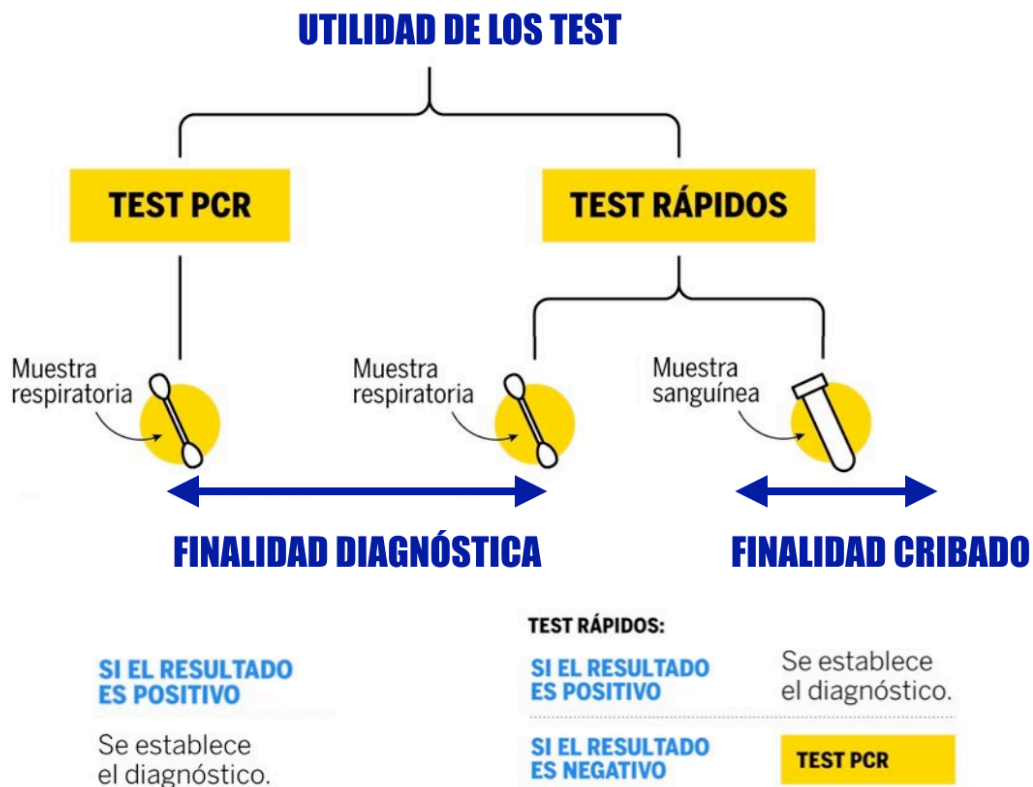 UTILIDAD DE LOS TEST
TEST PCR
TEST RÁPIDOS
Muestra
respiratoria
Muestra
respiratoria
Muestra
sanguínea
FINALIDAD DIAGNÓSTICA
FINALIDAD CRIBADO
SI EL RESULTADO
ES POSITIVO
Se establece
el diagnóstico.
TEST RÁPIDOS:
SI EL RESULTADO
ES POSITIVO
Se establece
el diagnóstico.
SI EL RESULTADO
ES NEGATIVO
TEST PCR